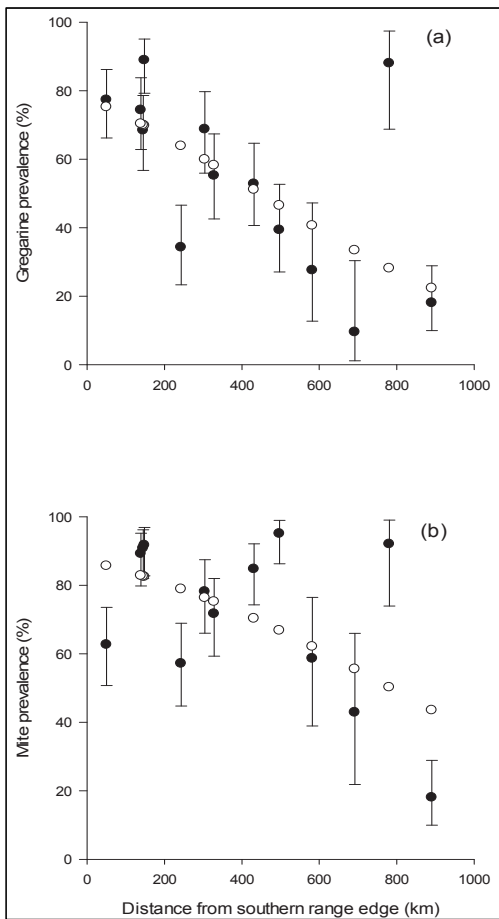 (a)
Gregarine prevalence (%)
100
80
60
40
20
0
0 200 400 600 800 1000
(b)
Mite prevalence (%)
100
80
60
40
20
0
0 200 400 600 800 1000
Distance from southern range edge (km)